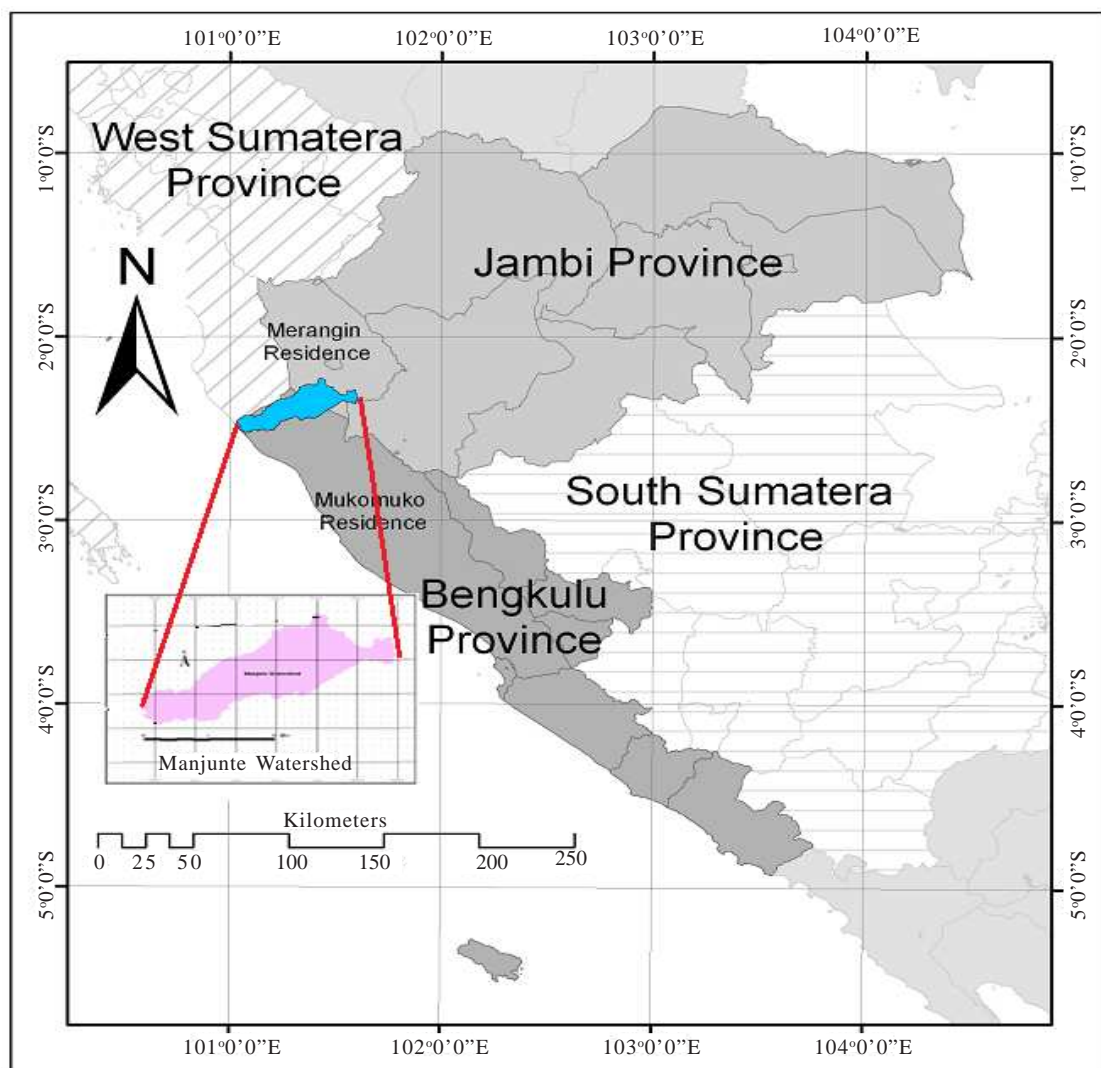 101°0'0"E 102°0'0"E 103°0'0"E 104°0'0"E
West Sumatera
Province
1°0'0"S
1°0'0"S
Jambi Province
N
Merangin
Residence
2°0'0"S
2°0'0"S
South Sumatera
Province
Mukomuko
Residence
3°0'0"S
3°0'0"S
Bengkulu
Province
4°0'0"S
4°0'0"S
Manjunte Watershed
Kilometers
0 25 50 100 150 200 250
5°0'0"S
5°0'0"S
101°0'0"E 102°0'0"E 103°0'0"E 104°0'0"E